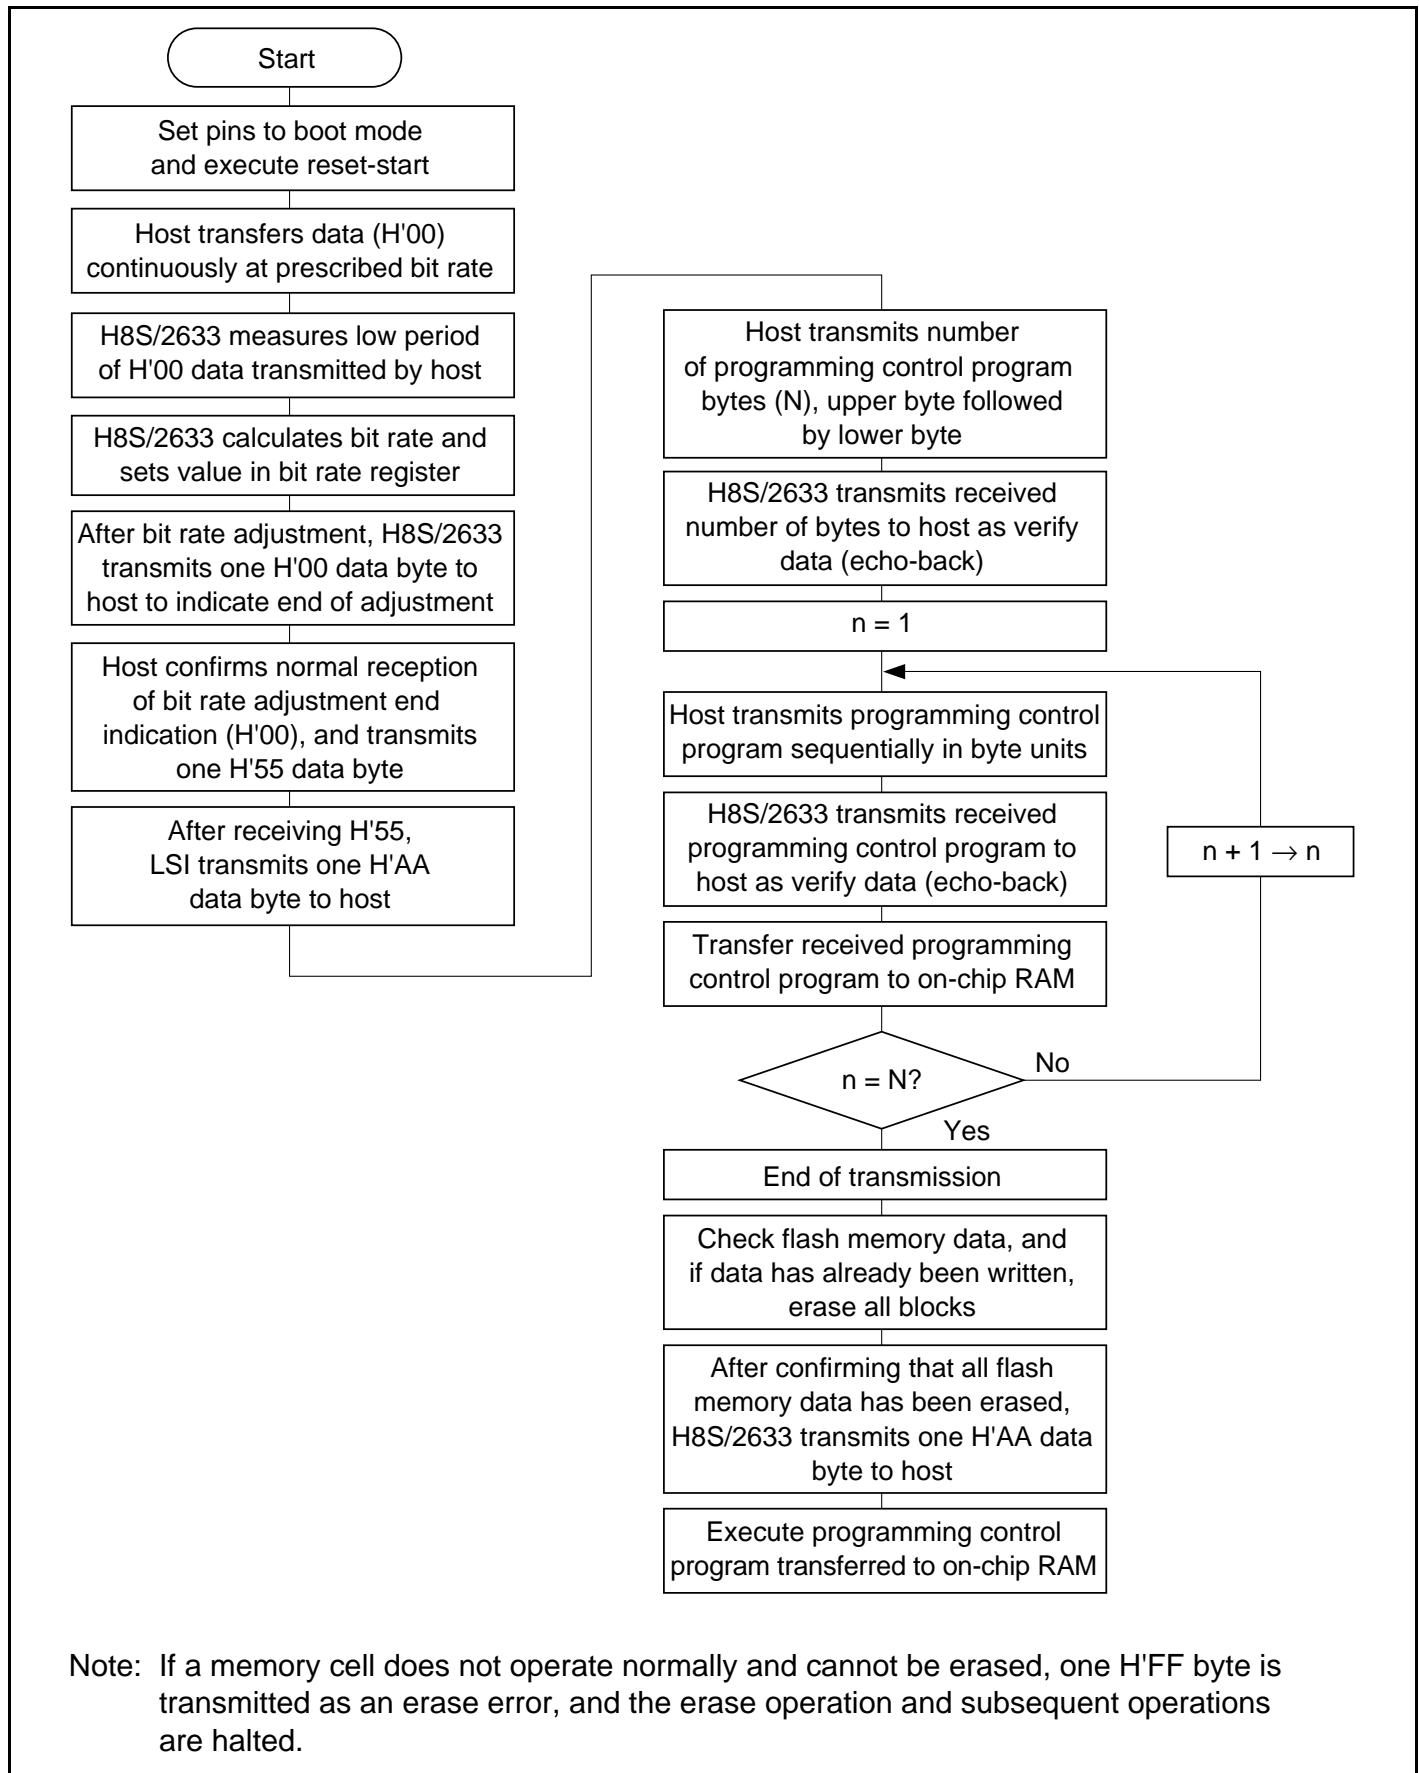 Start
Set pins to boot mode
and execute reset-start
Host transfers data (H'00)
continuously at prescribed bit rate
H8S/2633 measures low period
of H'00 data transmitted by host
H8S/2633 calculates bit rate and
sets value in bit rate register
After bit rate adjustment, H8S/2633
transmits one H'00 data byte to
host to indicate end of adjustment
Host confirms normal reception
of bit rate adjustment end
indication (H'00), and transmits
one H'55 data byte
After receiving H'55,
LSI transmits one H'AA
data byte to host
Host transmits number
of programming control program
bytes (N), upper byte followed
by lower byte
H8S/2633 transmits received
number of bytes to host as verify
data (echo-back)
n = 1
Host transmits programming control
program sequentially in byte units
H8S/2633 transmits received
programming control program to
host as verify data (echo-back)
n + 1 → n
Transfer received programming
control program to on-chip RAM
n = N?
No
Yes
End of transmission
Check flash memory data, and
if data has already been written,
erase all blocks
After confirming that all flash
memory data has been erased,
H8S/2633 transmits one H'AA data
byte to host
Execute programming control
program transferred to on-chip RAM
Note: If a memory cell does not operate normally and cannot be erased, one H'FF byte is
transmitted as an erase error, and the erase operation and subsequent operations
are halted.